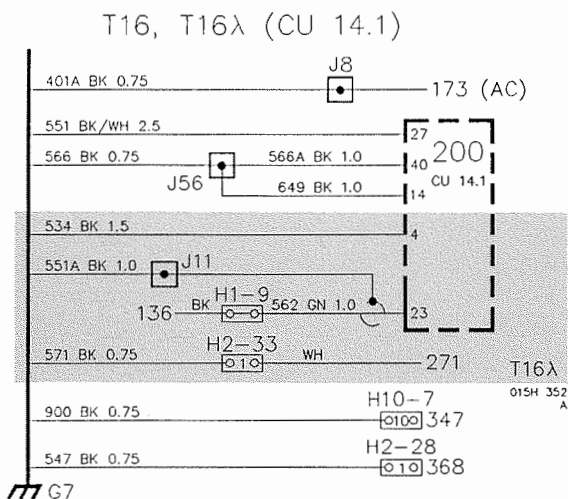 T16, T16λ (CU 14.1)
J8
401A BK 0.75
173 (AC)
551 BK/WH 2.5
27
200
566 BK 0.75
566A BK 1.0
40
J56
CU 14.1
649 BK 1.0
14
534 BK 1.5
4
551A BK 1.0
J11
H1-9
136
BK
562 GN 1.0
23
H2-33
571 BK 0.75
1
WH
271
T16λ
015H 352
A
H10-7
900 BK 0.75
10
347
H2-28
547 BK 0.75
1
368
G7